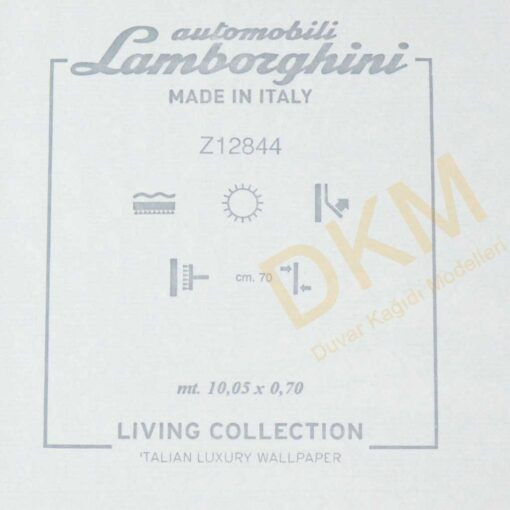 automobili
Lamborghini
MADE IN ITALY
Z12844
cm. 70
DKM
Duvar Kağıdı Modelleri
mt. 10,05 x 0,70
LIVING COLLECTION
'TALIAN LUXURY WALLPAPER